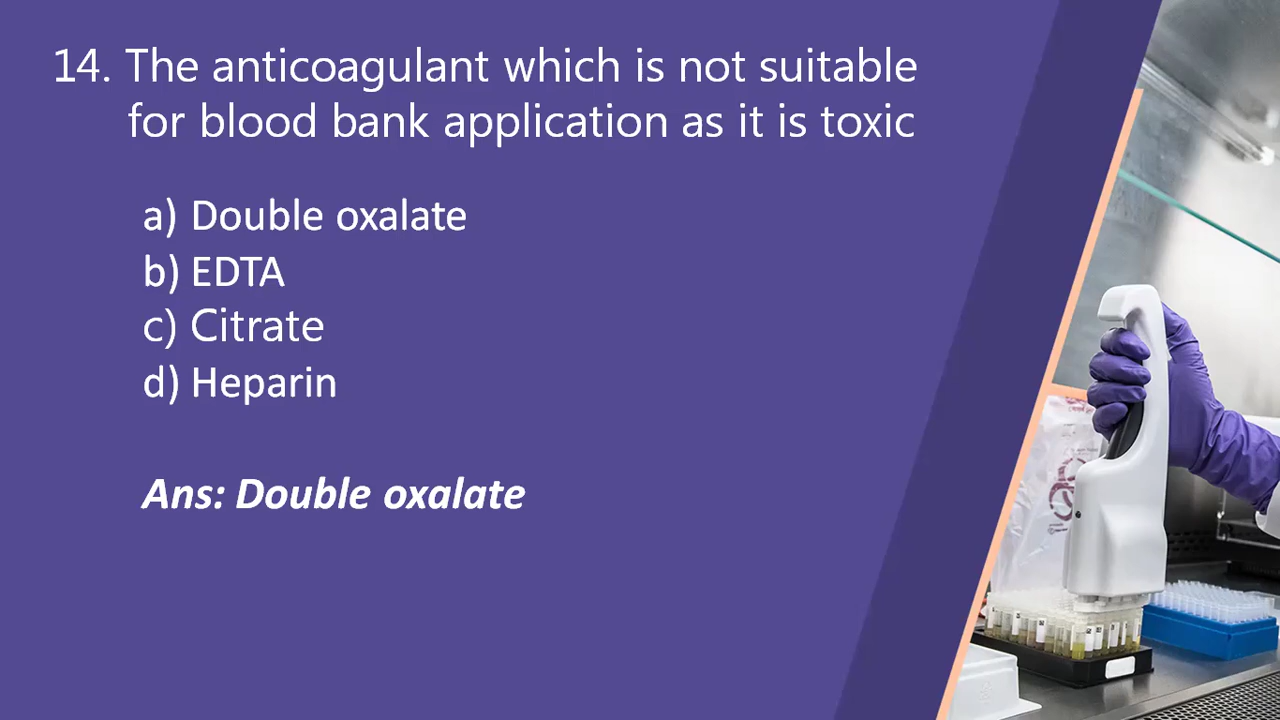 14. The anticoagulant which is not suitable
for blood bank application as it is toxic
a) Double oxalate
b) EDTA
c) Citrate
d) Heparin
Ans: Double oxalate